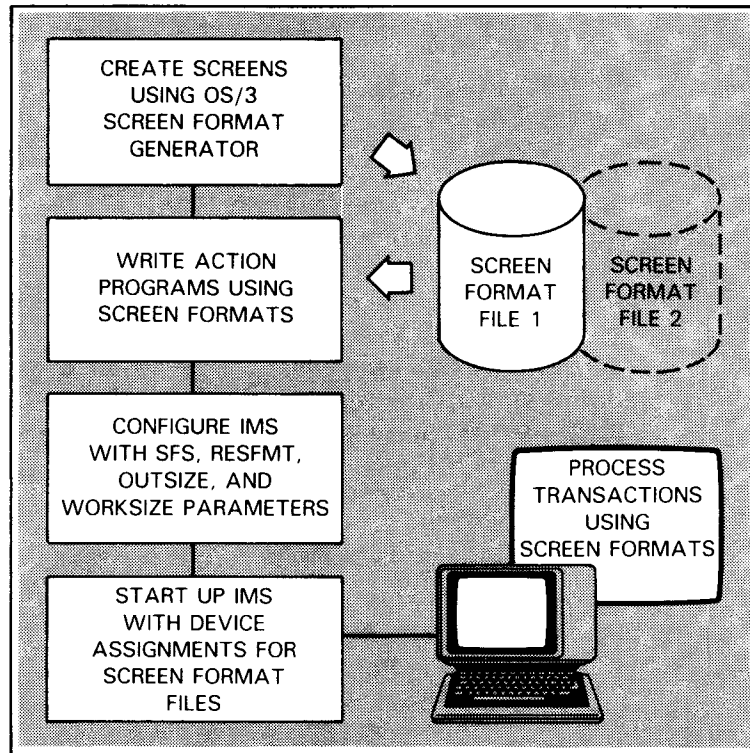 CREATE SCREENS
USING OS/3
SCREEN FORMAT
GENERATOR
WRITE ACTION
PROGRAMS USING
SCREEN FORMATS
SCREEN
FORMAT
FILE 1
SCREEN
FORMAT
FILE 2
CONFIGURE IMS
WITH SFS, RESFMT,
OUTSIZE, AND
WORKSIZE PARAMETERS
PROCESS
TRANSACTIONS
USING
SCREEN FORMATS
START UP IMS
WITH DEVICE
ASSIGNMENTS FOR
SCREEN FORMAT
FILES